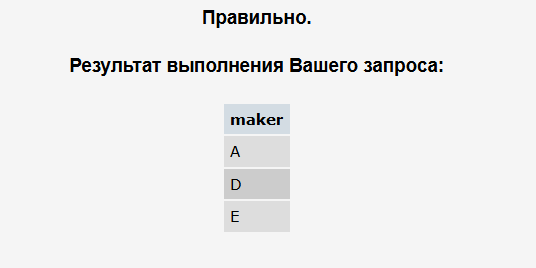 Правильно.
Результат выполнения Вашего запроса:
maker
A
D
E